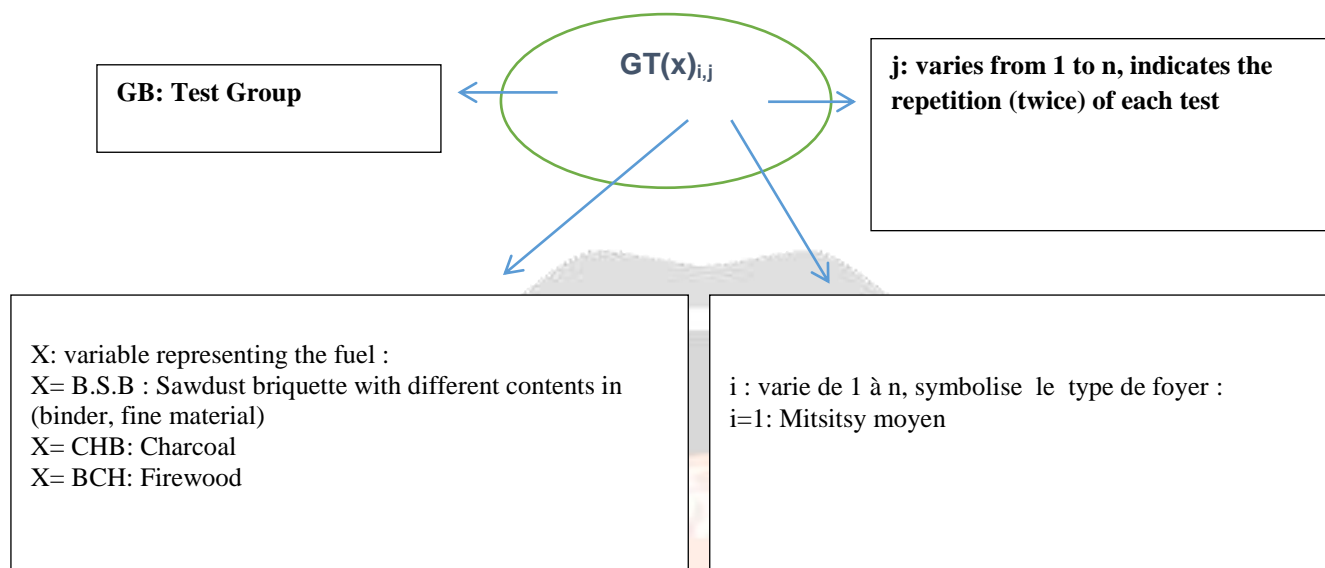 GT(x)i,j
GB: Test Group
j: varies from 1 to n, indicates the
repetition (twice) of each test
X: variable representing the fuel :
X= B.S.B : Sawdust briquette with different contents in
(binder, fine material)
X= CHB: Charcoal
X= BCH: Firewood
i : varie de 1 à n, symbolise le type de foyer :
i=1: Mitsitsy moyen